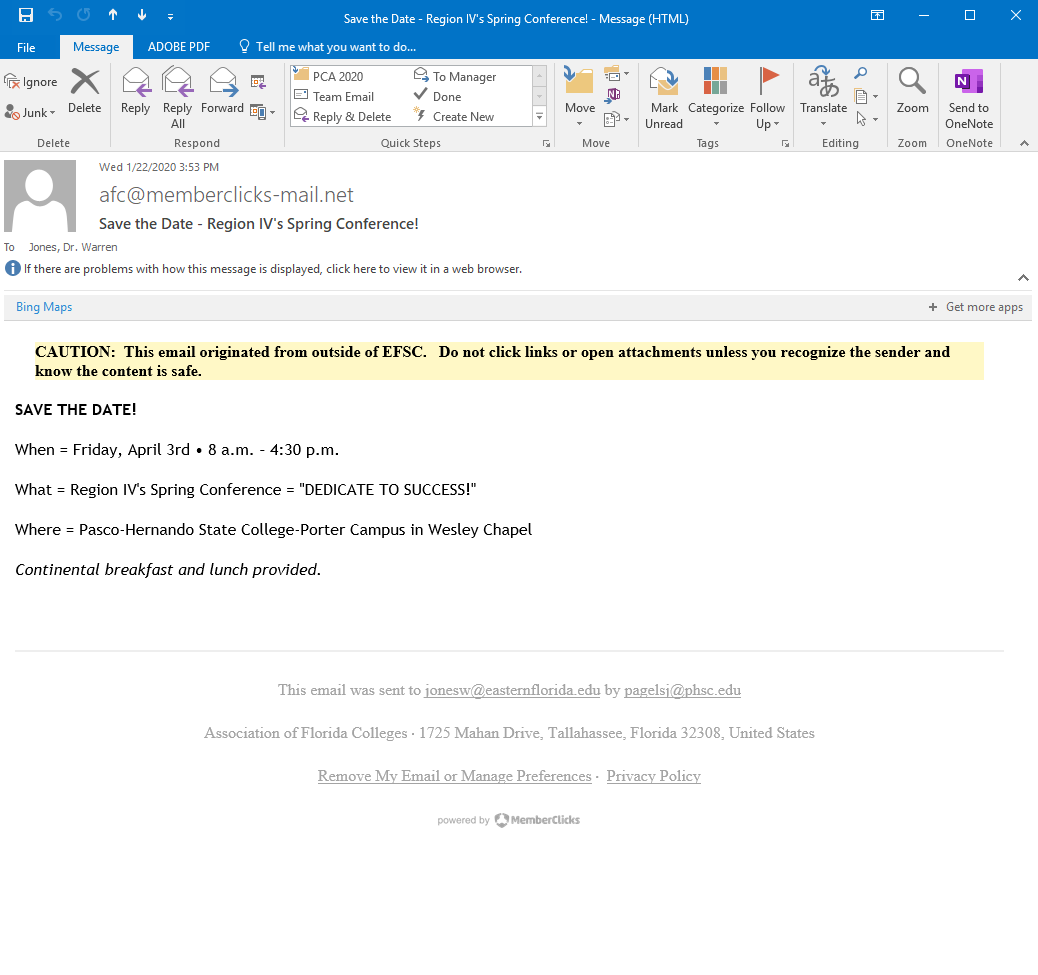 Save the Date - Region IV's Spring Conference! - Message (HTML)
File Message ADOBE PDF Tell me what you want to do...
Ignore
Junk
Delete
Reply
Reply All
Forward
PCA 2020
Team Email
Reply & Delete
To Manager
Done
Create New
Move
Mark Unread
Categorize
Follow Up
Translate
Zoom
Send to OneNote
Delete Respond Quick Steps Move Tags Editing Zoom OneNote
Wed 1/22/2020 3:53 PM
afc@memberclicks-mail.net
Save the Date - Region IV's Spring Conference!
To Jones, Dr. Warren
If there are problems with how this message is displayed, click here to view it in a web browser.
Bing Maps + Get more apps
CAUTION: This email originated from outside of EFSC. Do not click links or open attachments unless you recognize the sender and
know the content is safe.
SAVE THE DATE!
When = Friday, April 3rd • 8 a.m. - 4:30 p.m.
What = Region IV's Spring Conference = "DEDICATE TO SUCCESS!"
Where = Pasco-Hernando State College-Porter Campus in Wesley Chapel
Continental breakfast and lunch provided.
This email was sent to jonesw@easternflorida.edu by pagelsj@phsc.edu
Association of Florida Colleges · 1725 Mahan Drive, Tallahassee, Florida 32308, United States
Remove My Email or Manage Preferences · Privacy Policy
powered by MemberClicks